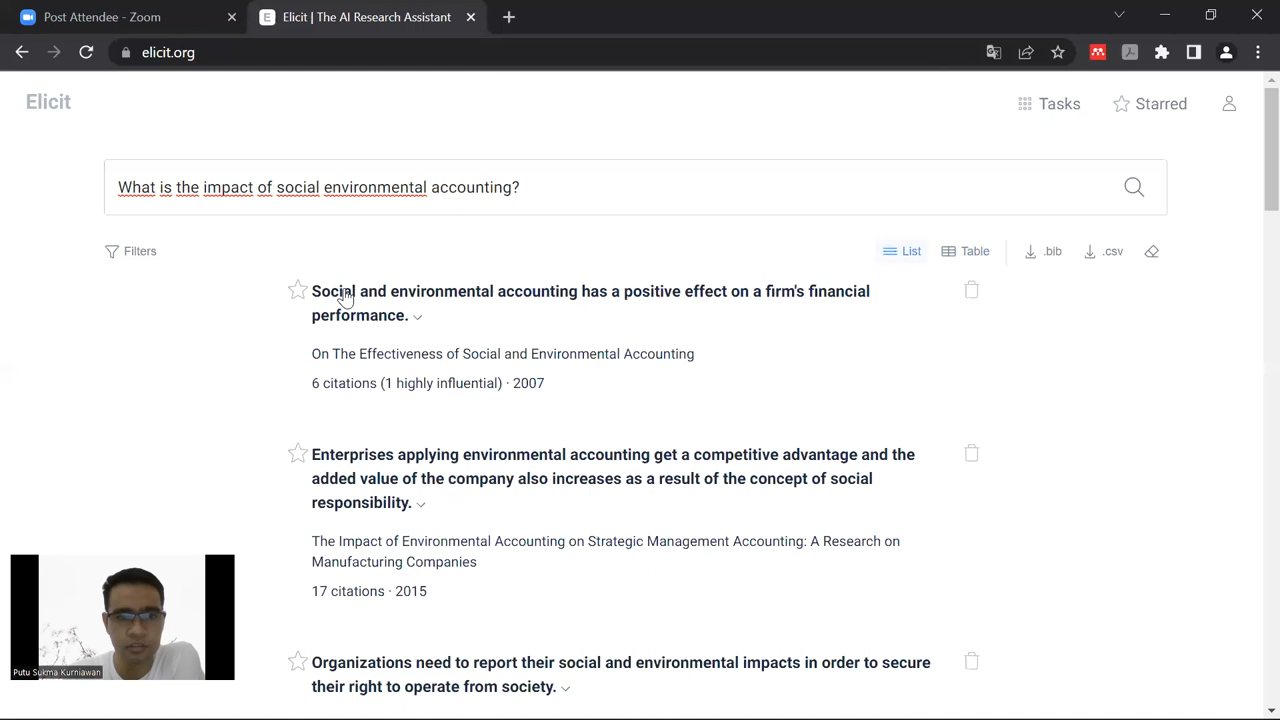 Post Attendee - Zoom
Elicit | The AI Research Assistant
elicit.org
Elicit
Tasks
Starred
What is the impact of social environmental accounting?
Filters
List
Table
.bib
.csv
Social and environmental accounting has a positive effect on a firm's financial
performance.
On The Effectiveness of Social and Environmental Accounting
6 citations (1 highly influential) · 2007
Enterprises applying environmental accounting get a competitive advantage and the
added value of the company also increases as a result of the concept of social
responsibility.
The Impact of Environmental Accounting on Strategic Management Accounting: A Research on
Manufacturing Companies
17 citations · 2015
Organizations need to report their social and environmental impacts in order to secure
their right to operate from society.
Putu Sukma Kurniawan